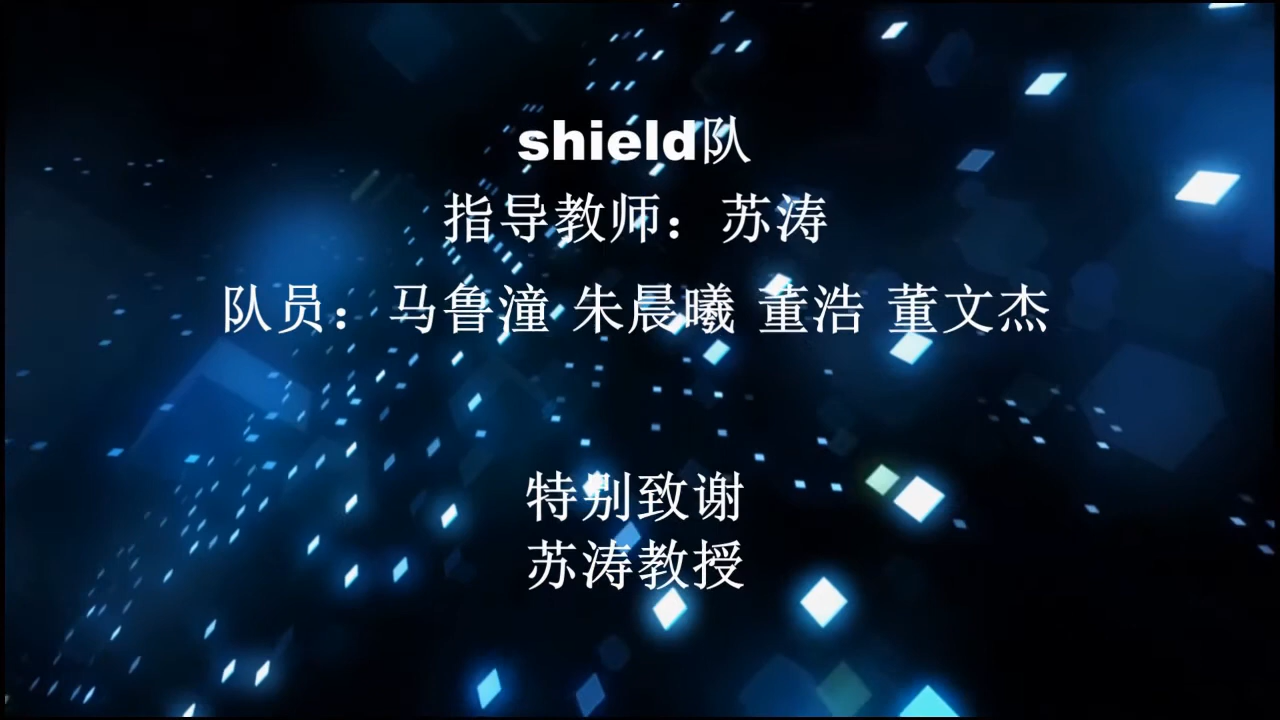 shield队
指导教师：苏涛
队员：马鲁潼 朱晨曦 董浩 董文杰
特别致谢
苏涛教授